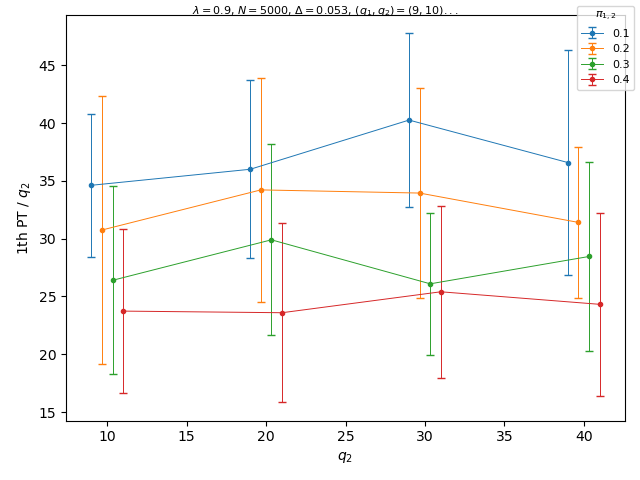 λ = 0.9, N = 5000, Δ = 0.053, (q₁, q₂) = (9, 10) . . .
π₁,₂
0.1
0.2
0.3
0.4
1th PT / q₂
45
40
35
30
25
20
15
10 15 20 25 30 35 40
q₂